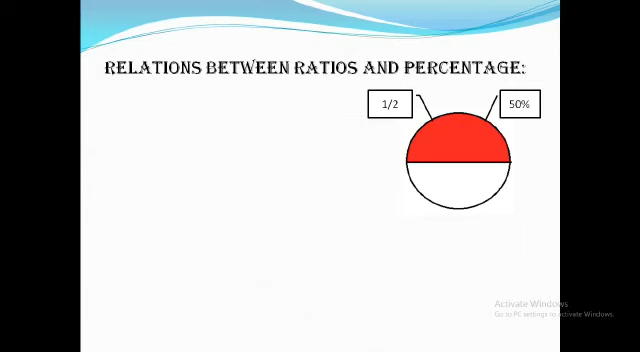 RELATIONS BETWEEN RATIOS AND PERCENTAGE:
1/2
50%
Activate Windows
Go to PC settings to activate Windows.